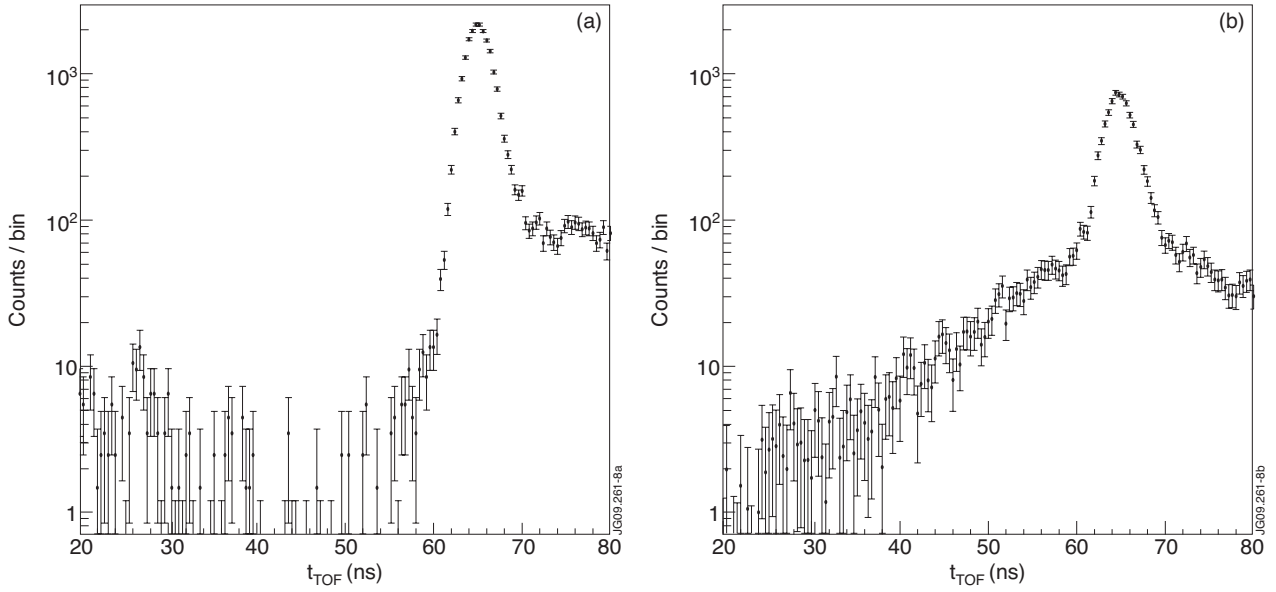 (a)
10³
10²
10
1
Counts / bin
20 30 40 50 60 70 80
t_TOF (ns)
JG09.261-8a
(b)
10³
10²
10
1
Counts / bin
20 30 40 50 60 70 80
t_TOF (ns)
JG09.261-8b